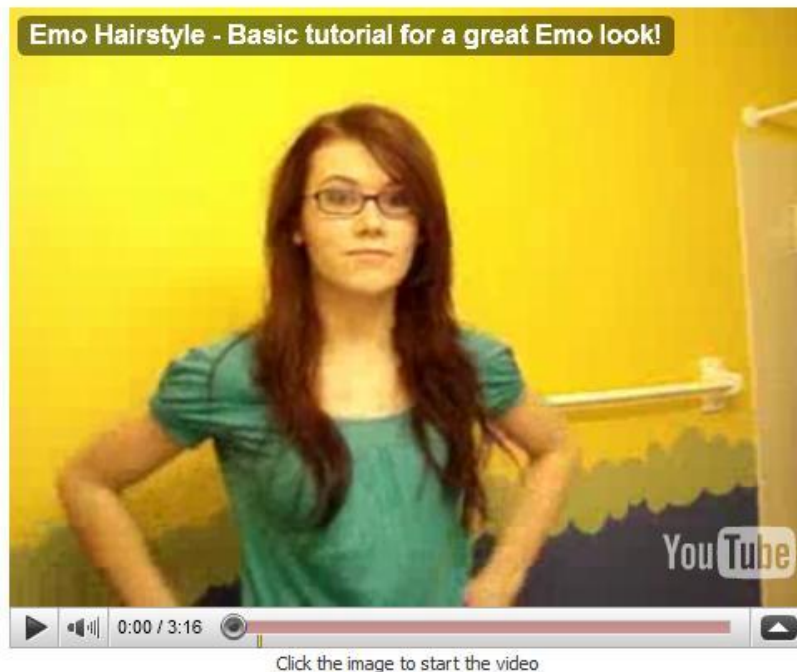 Emo Hairstyle - Basic tutorial for a great Emo look!
YouTube
0:00 / 3:16
Click the image to start the video